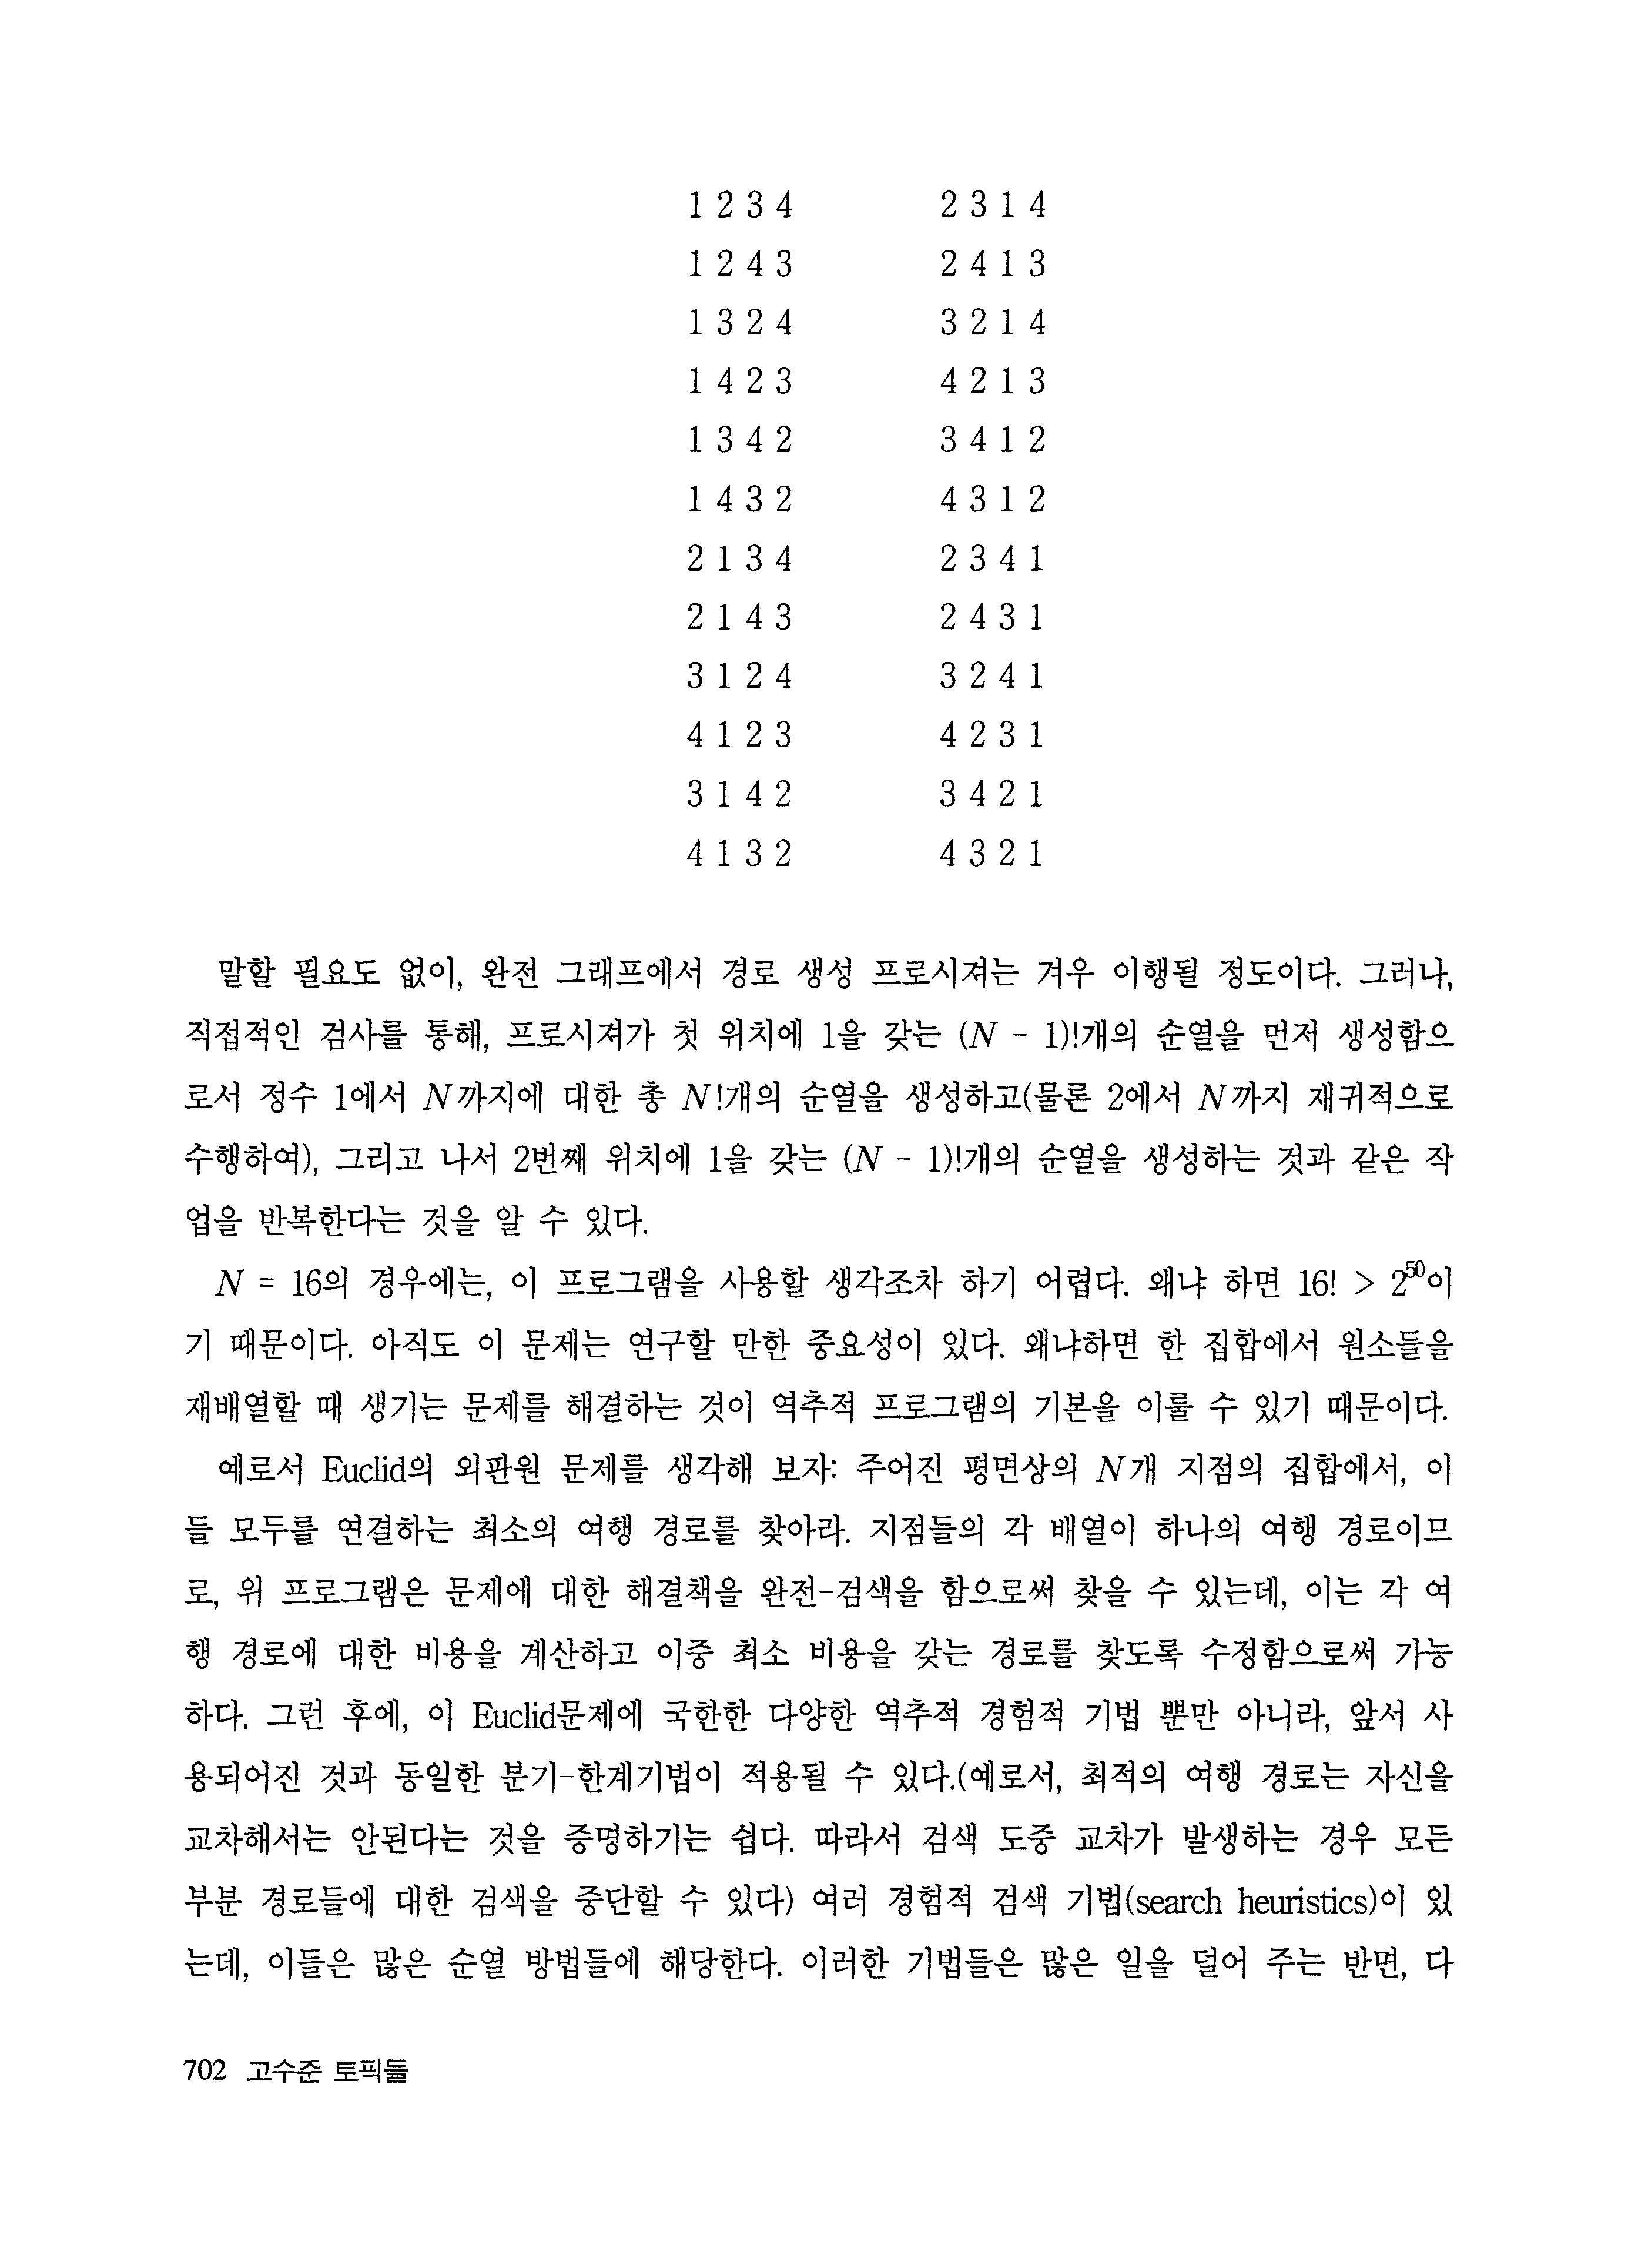 1 2 3 4 2 3 1 4
1 2 4 3 2 4 1 3
1 3 2 4 3 2 1 4
1 4 2 3 4 2 1 3
1 3 4 2 3 4 1 2
1 4 3 2 4 3 1 2
2 1 3 4 2 3 4 1
2 1 4 3 2 4 3 1
3 1 2 4 3 2 4 1
4 1 2 3 4 2 3 1
3 1 4 2 3 4 2 1
4 1 3 2 4 3 2 1
말할 필요도 없이, 완전 그래프에서 경로 생성 프로시져는 겨우 이행될 정도이다. 그러나,
직접적인 검사를 통해, 프로시져가 첫 위치에 1을 갖는 (N - 1)!개의 순열을 먼저 생성함으
로서 정수 1에서 N까지에 대한 총 N!개의 순열을 생성하고(물론 2에서 N까지 재귀적으로
수행하여), 그리고 나서 2번째 위치에 1을 갖는 (N - 1)!개의 순열을 생성하는 것과 같은 작
업을 반복한다는 것을 알 수 있다.
N = 16의 경우에는, 이 프로그램을 사용할 생각조차 하기 어렵다. 왜냐 하면 16! > 2⁵⁰이
기 때문이다. 아직도 이 문제는 연구할 만한 중요성이 있다. 왜냐하면 한 집합에서 원소들을
재배열할 때 생기는 문제를 해결하는 것이 역추적 프로그램의 기본을 이룰 수 있기 때문이다.
예로서 Euclid의 외판원 문제를 생각해 보자: 주어진 평면상의 N개 지점의 집합에서, 이
들 모두를 연결하는 최소의 여행 경로를 찾아라. 지점들의 각 배열이 하나의 여행 경로이므
로, 위 프로그램은 문제에 대한 해결책을 완전-검색을 함으로써 찾을 수 있는데, 이는 각 여
행 경로에 대한 비용을 계산하고 이중 최소 비용을 갖는 경로를 찾도록 수정함으로써 가능
하다. 그런 후에, 이 Euclid문제에 국한한 다양한 역추적 경험적 기법 뿐만 아니라, 앞서 사
용되어진 것과 동일한 분기-한계기법이 적용될 수 있다.(예로서, 최적의 여행 경로는 자신을
교차해서는 안된다는 것을 증명하기는 쉽다. 따라서 검색 도중 교차가 발생하는 경우 모든
부분 경로들에 대한 검색을 중단할 수 있다) 여러 경험적 검색 기법(search heuristics)이 있
는데, 이들은 많은 순열 방법들에 해당한다. 이러한 기법들은 많은 일을 덜어 주는 반면, 다
702 고수준 토픽들